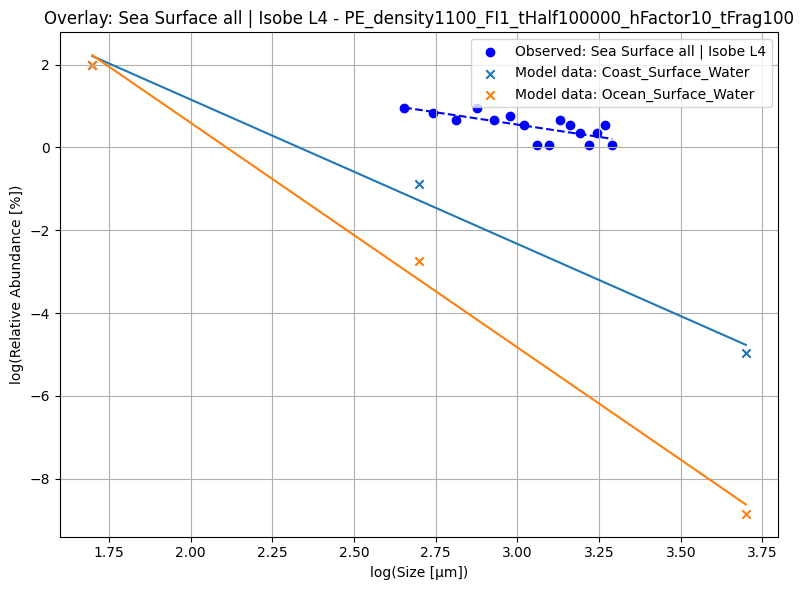 Overlay: Sea Surface all | Isobe L4 - PE_density1100_FI1_tHalf100000_hFactor10_tFrag100
Observed: Sea Surface all | Isobe L4
Model data: Coast_Surface_Water
Model data: Ocean_Surface_Water
log(Relative Abundance [%])
2
0
−2
−4
−6
−8
1.75 2.00 2.25 2.50 2.75 3.00 3.25 3.50 3.75
log(Size [µm])